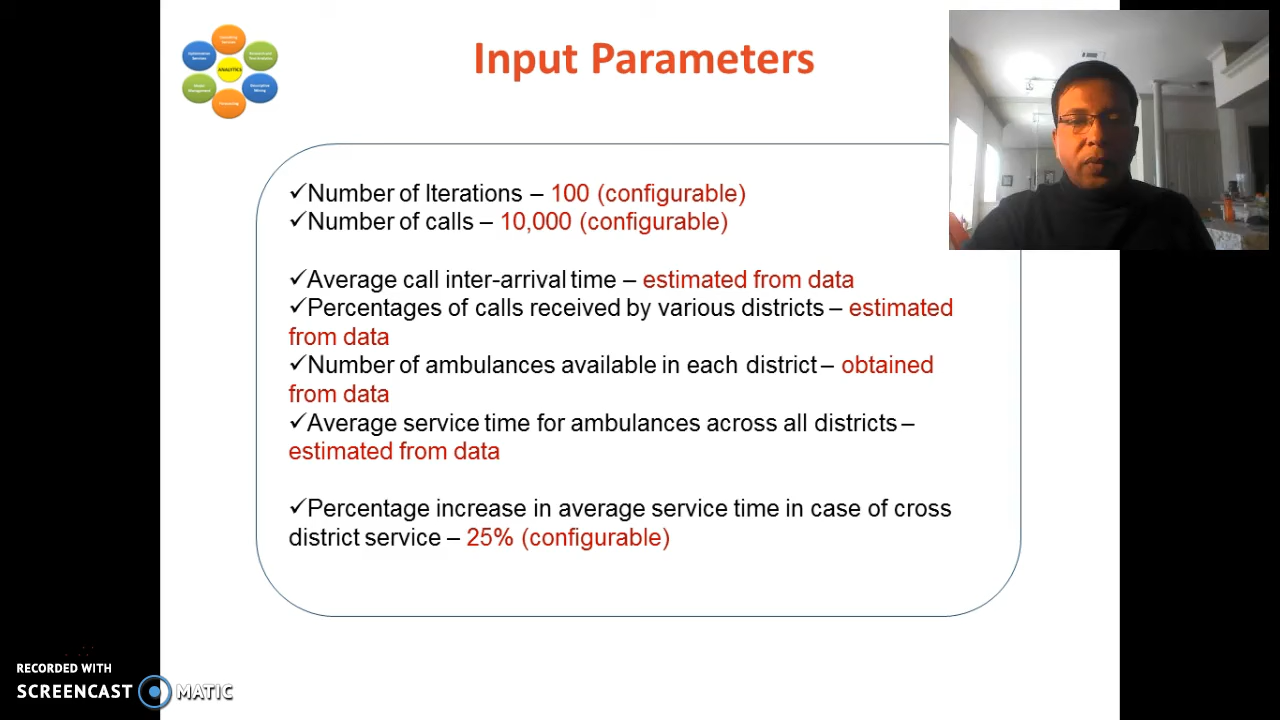 Input Parameters
ANALYTICS
✓Number of Iterations – 100 (configurable)
✓Number of calls – 10,000 (configurable)
✓Average call inter-arrival time – estimated from data
✓Percentages of calls received by various districts – estimated
from data
✓Number of ambulances available in each district – obtained
from data
✓Average service time for ambulances across all districts –
estimated from data
✓Percentage increase in average service time in case of cross
district service – 25% (configurable)
RECORDED WITH
SCREENCAST MATIC